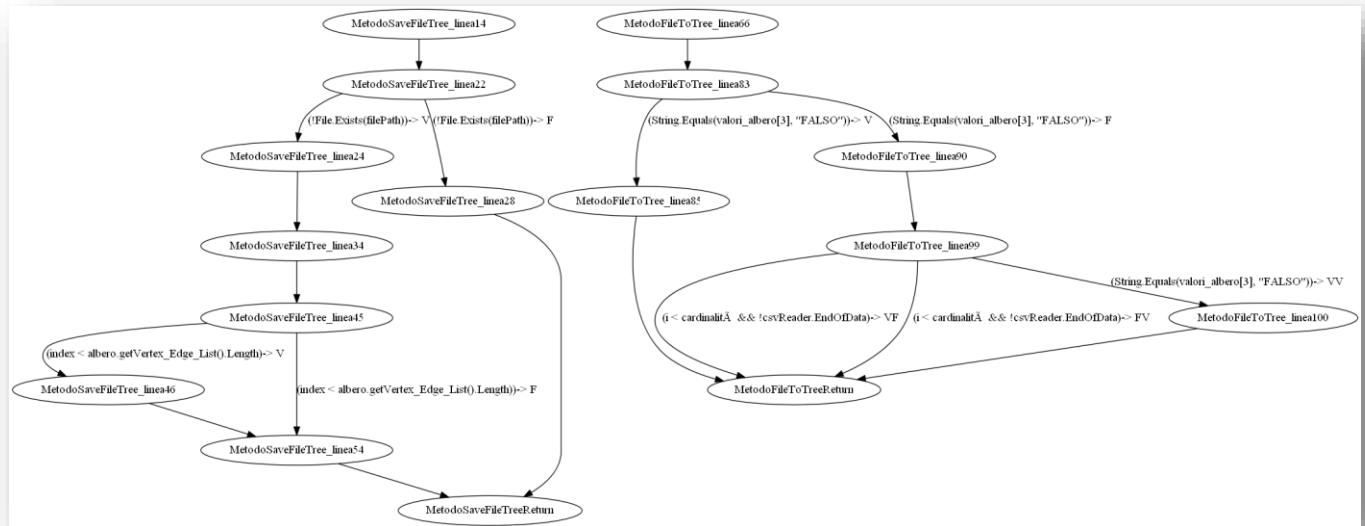 MetodoSaveFileTree_linea14
MetodoSaveFileTree_linea22
(!File.Exists(filePath))-> V
(!File.Exists(filePath))-> F
MetodoSaveFileTree_linea24
MetodoSaveFileTree_linea28
MetodoSaveFileTree_linea34
MetodoSaveFileTree_linea45
(index < albero.getVertex_Edge_List().Length)-> V
MetodoSaveFileTree_linea46
(index < albero.getVertex_Edge_List().Length))-> F
MetodoSaveFileTree_linea54
MetodoSaveFileTreeReturn
MetodoFileToTree_linea66
MetodoFileToTree_linea83
(String.Equals(valori_albero[3], "FALSO"))-> V
(String.Equals(valori_albero[3], "FALSO"))-> F
MetodoFileToTree_linea90
MetodoFileToTree_linea85
MetodoFileToTree_linea99
(String.Equals(valori_albero[3], "FALSO"))-> VV
(i < cardinalitÃ && !csvReader.EndOfData)-> VF
(i < cardinalitÃ && !csvReader.EndOfData)-> FV
MetodoFileToTree_linea100
MetodoFileToTreeReturn